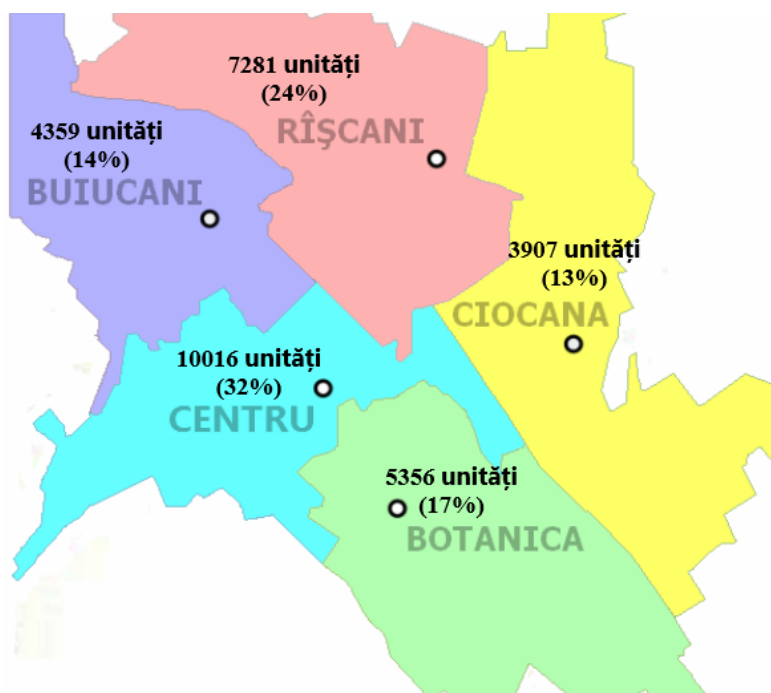 7281 unități
(24%)
RÎŞCANI
4359 unități
(14%)
BUIUCANI
3907 unități
(13%)
CIOCANA
10016 unități
(32%)
CENTRU
5356 unități
(17%)
BOTANICA